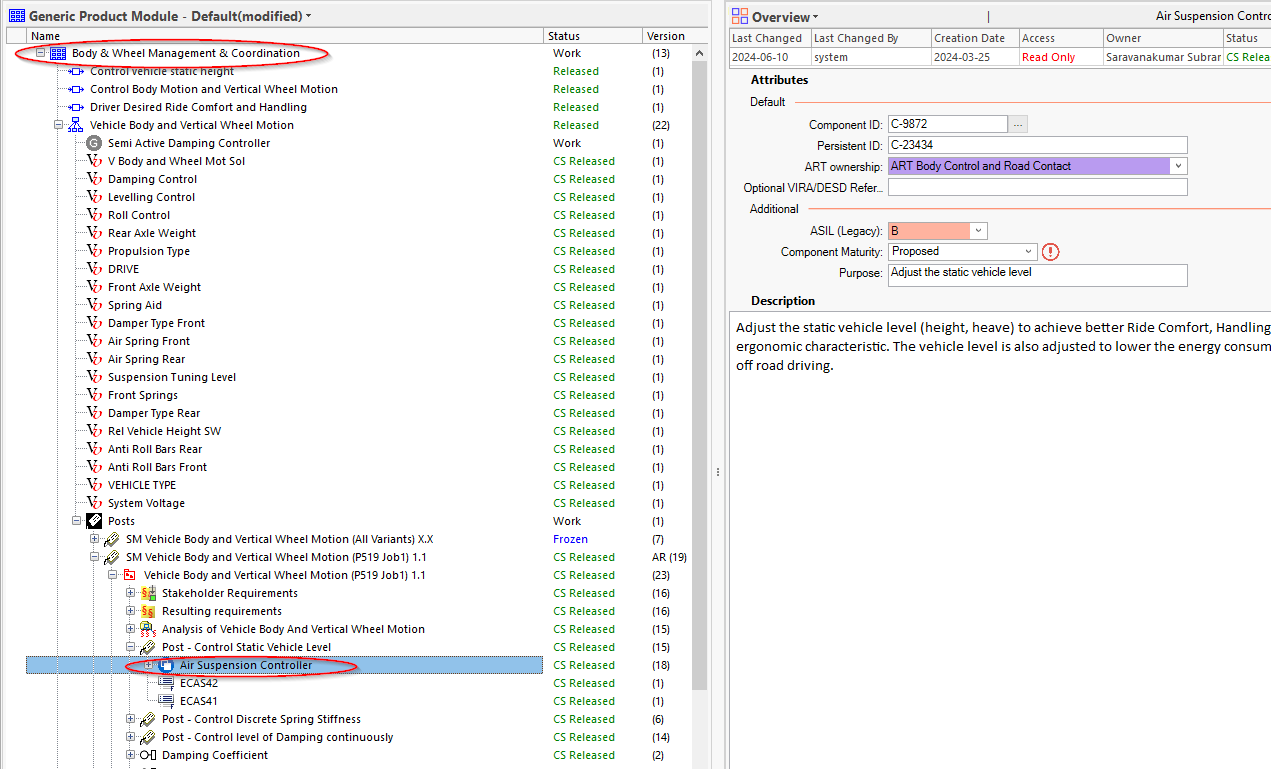 Generic Product Module - Default(modified)
Name Status Version
Body & Wheel Management & Coordination Work (13)
Control vehicle static height Released (1)
Control Body Motion and Vertical Wheel Motion Released (1)
Driver Desired Ride Comfort and Handling Released (1)
Vehicle Body and Vertical Wheel Motion Released (22)
G Semi Active Damping Controller Work (1)
V Body and Wheel Mot Sol CS Released (1)
Damping Control CS Released (1)
Levelling Control CS Released (1)
Roll Control CS Released (1)
Rear Axle Weight CS Released (1)
Propulsion Type CS Released (1)
DRIVE CS Released (1)
Front Axle Weight CS Released (1)
Spring Aid CS Released (1)
Damper Type Front CS Released (1)
Air Spring Front CS Released (1)
Air Spring Rear CS Released (1)
Suspension Tuning Level CS Released (1)
Front Springs CS Released (1)
Damper Type Rear CS Released (1)
Rel Vehicle Height SW CS Released (1)
Anti Roll Bars Rear CS Released (1)
Anti Roll Bars Front CS Released (1)
VEHICLE TYPE CS Released (1)
System Voltage CS Released (1)
Posts Work (1)
SM Vehicle Body and Vertical Wheel Motion (All Variants) X.X Frozen (7)
SM Vehicle Body and Vertical Wheel Motion (P519 Job1) 1.1 CS Released AR (19)
Vehicle Body and Vertical Wheel Motion (P519 Job1) 1.1 CS Released (23)
Stakeholder Requirements CS Released (16)
Resulting requirements CS Released (16)
Analysis of Vehicle Body And Vertical Wheel Motion CS Released (15)
Post - Control Static Vehicle Level CS Released (15)
Air Suspension Controller CS Released (18)
ECAS42 CS Released (1)
ECAS41 CS Released (1)
Post - Control Discrete Spring Stiffness CS Released (6)
Post - Control level of Damping continuously CS Released (14)
Damping Coefficient CS Released (2)
Overview Air Suspension Contro
Last Changed Last Changed By Creation Date Access Owner Status
2024-06-10 system 2024-03-25 Read Only Saravanakumar Subrar CS Relea
Attributes
Default
Component ID: C-9872 ...
Persistent ID: C-23434
ART ownership: ART Body Control and Road Contact
Optional VIRA/DESD Refer...
Additional
ASIL (Legacy): B
Component Maturity: Proposed
Purpose: Adjust the static vehicle level
Description
Adjust the static vehicle level (height, heave) to achieve better Ride Comfort, Handling
ergonomic characteristic. The vehicle level is also adjusted to lower the energy consum
off road driving.